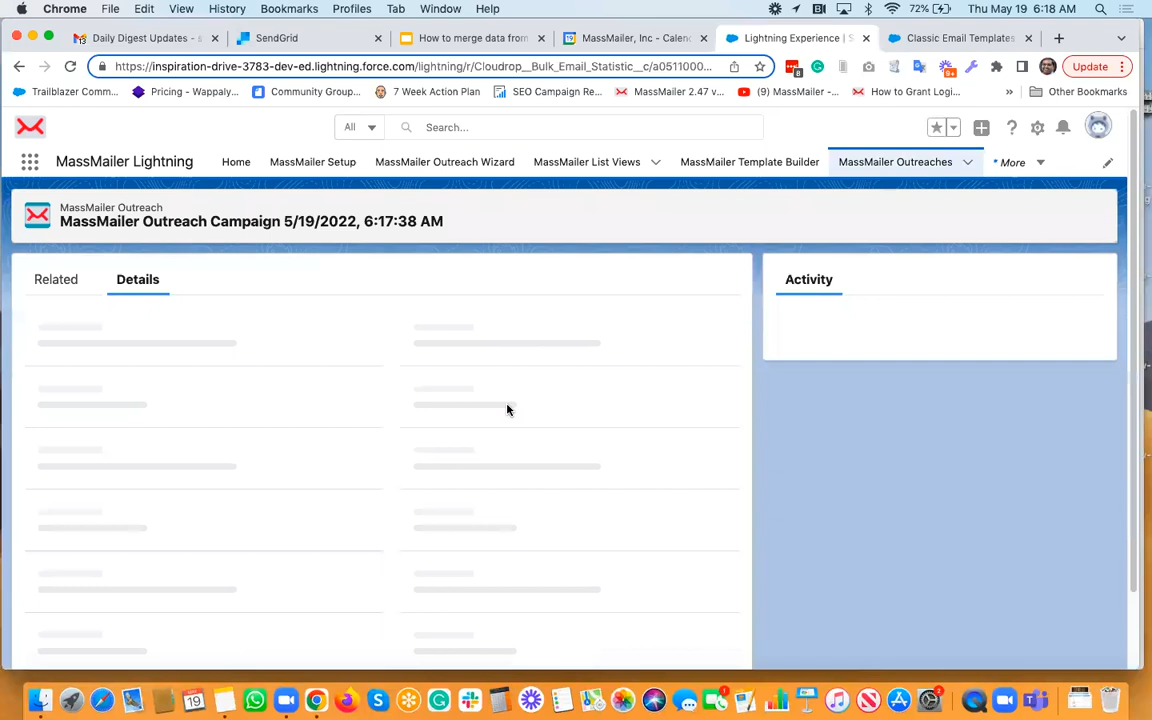 Chrome File Edit View History Bookmarks Profiles Tab Window Help 72% Thu May 19 6:18 AM
Daily Digest Updates - s
SendGrid
How to merge data from
MassMailer, Inc - Calenc
Lightning Experience | S
Classic Email Templates
https://inspiration-drive-3783-dev-ed.lightning.force.com/lightning/r/Cloudrop__Bulk_Email_Statistic__c/a0511000... 8 9+ Update
Trailblazer Comm... Pricing - Wappaly... Community Group... 7 Week Action Plan SEO Campaign Re... MassMailer 2.47 v... (9) MassMailer -... How to Grant Logi... » Other Bookmarks
All Search...
MassMailer Lightning Home MassMailer Setup MassMailer Outreach Wizard MassMailer List Views MassMailer Template Builder MassMailer Outreaches * More
MassMailer Outreach
MassMailer Outreach Campaign 5/19/2022, 6:17:38 AM
Related Details Activity